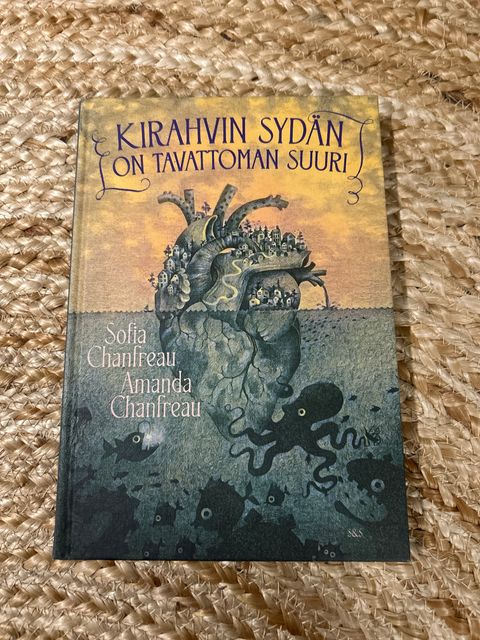 KIRAHVIN SYDÄN
ON TAVATTOMAN SUURI
Sofia
Chanfreau
Amanda
Chanfreau
S&S